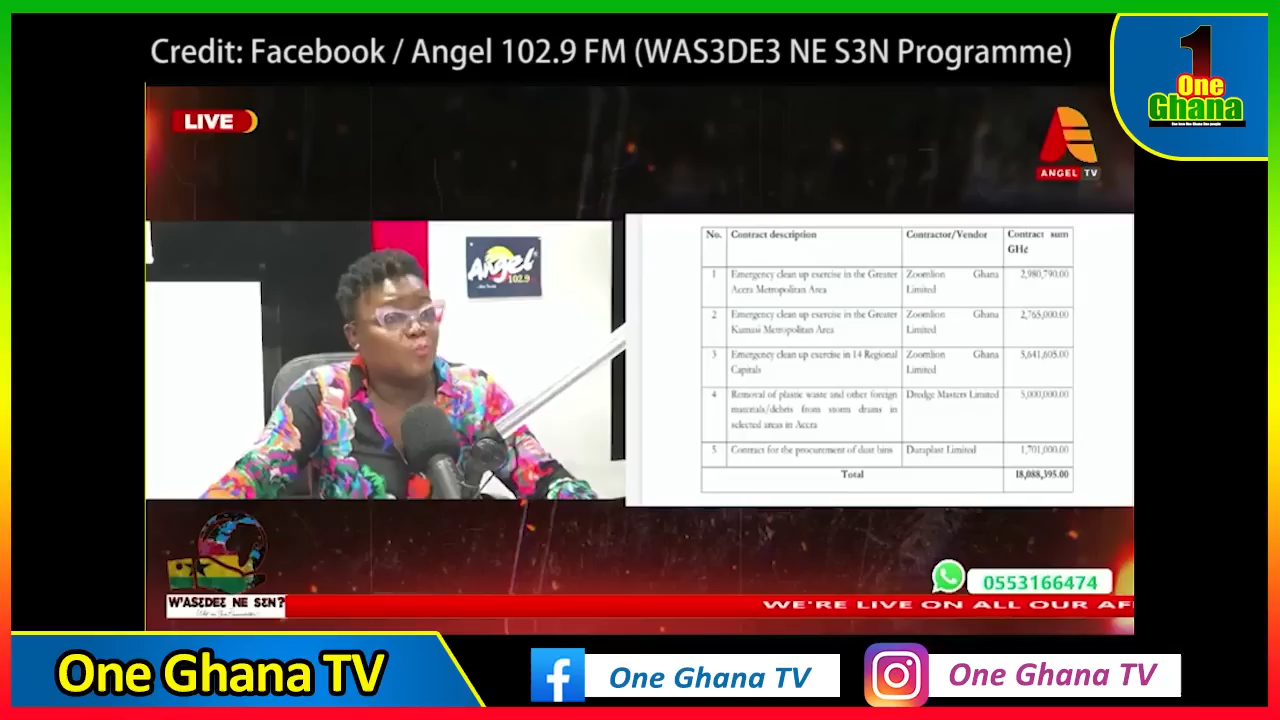 Credit: Facebook / Angel 102.9 FM (WAS3DE3 NE S3N Programme)
1
One
Ghana
LIVE
ANGEL TV
Angel
102.9
No. Contract description Contractor/Vendor Contract sum
GH¢
1 Emergency clean up exercise in the Greater Zoomlion Ghana 2,980,790.00
Accra Metropolitan Area Limited
2 Emergency clean up exercise in the Greater Zoomlion Ghana 2,765,000.00
Kumasi Metropolitan Area Limited
3 Emergency clean up exercise in 14 Regional Zoomlion Ghana 5,641,605.00
Capitals Limited
4 Removal of plastic waste and other foreign Dredge Masters Limited 5,000,000.00
materials/debris from storm drains in
selected areas in Accra
5 Contract for the procurement of dust bins Duraplast Limited 1,701,000.00
Total 18,088,395.00
0553166474
W'ASƐDEƐ NE SƐN?
WE'RE LIVE ON ALL OUR AF
One Ghana TV
One Ghana TV
One Ghana TV